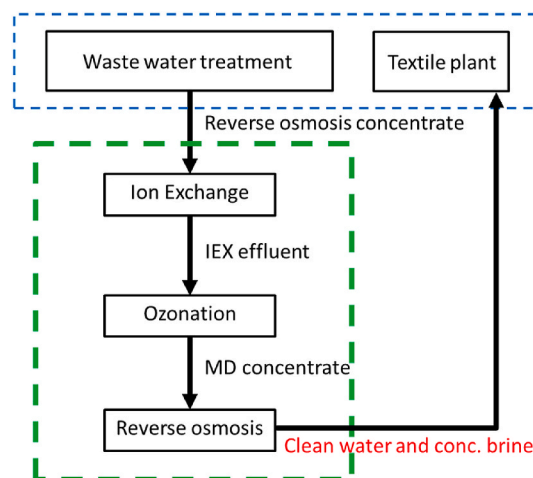 Waste water treatment
Textile plant
Reverse osmosis concentrate
Ion Exchange
IEX effluent
Ozonation
MD concentrate
Reverse osmosis
Clean water and conc. brine